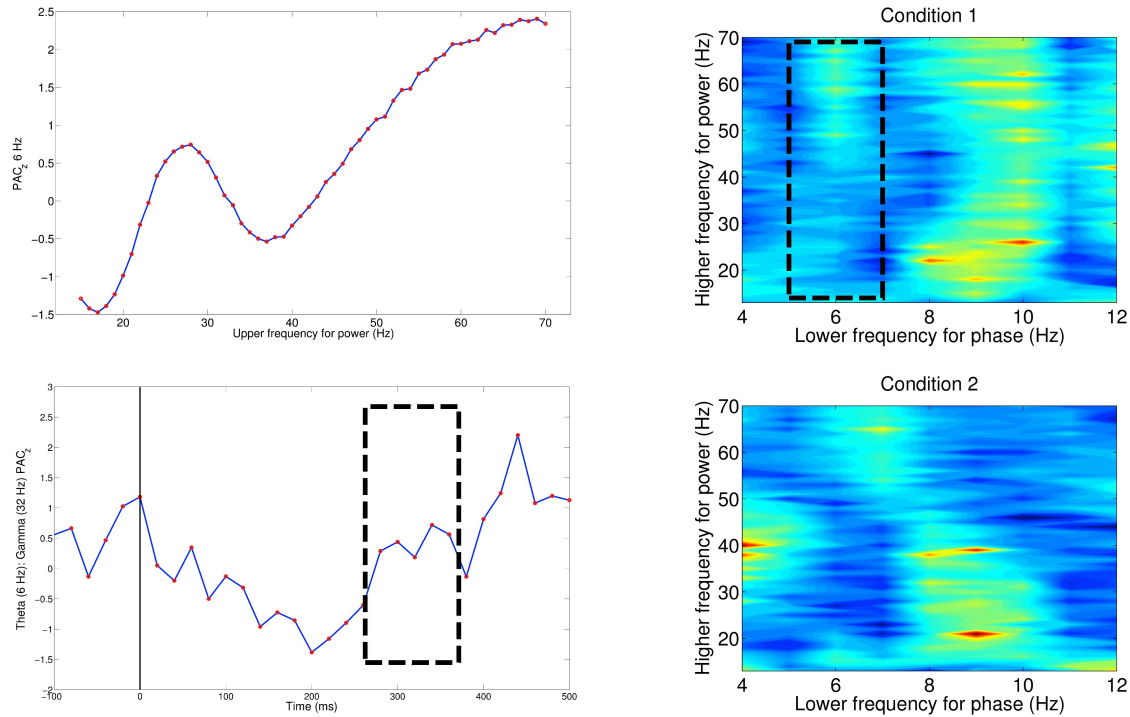 2.5
2
1.5
1
0.5
0
−0.5
−1
−1.5
PACz 6 Hz
20 30 40 50 60 70
Upper frequency for power (Hz)
Condition 1
70
60
50
40
30
20
Higher frequency for power (Hz)
4 6 8 10 12
Lower frequency for phase (Hz)
3
2.5
2
1.5
1
0.5
0
−0.5
−1
−1.5
−2
Theta (6 Hz): Gamma (32 Hz) PACz
−100 0 100 200 300 400 500
Time (ms)
Condition 2
70
60
50
40
30
20
Higher frequency for power (Hz)
4 6 8 10 12
Lower frequency for phase (Hz)